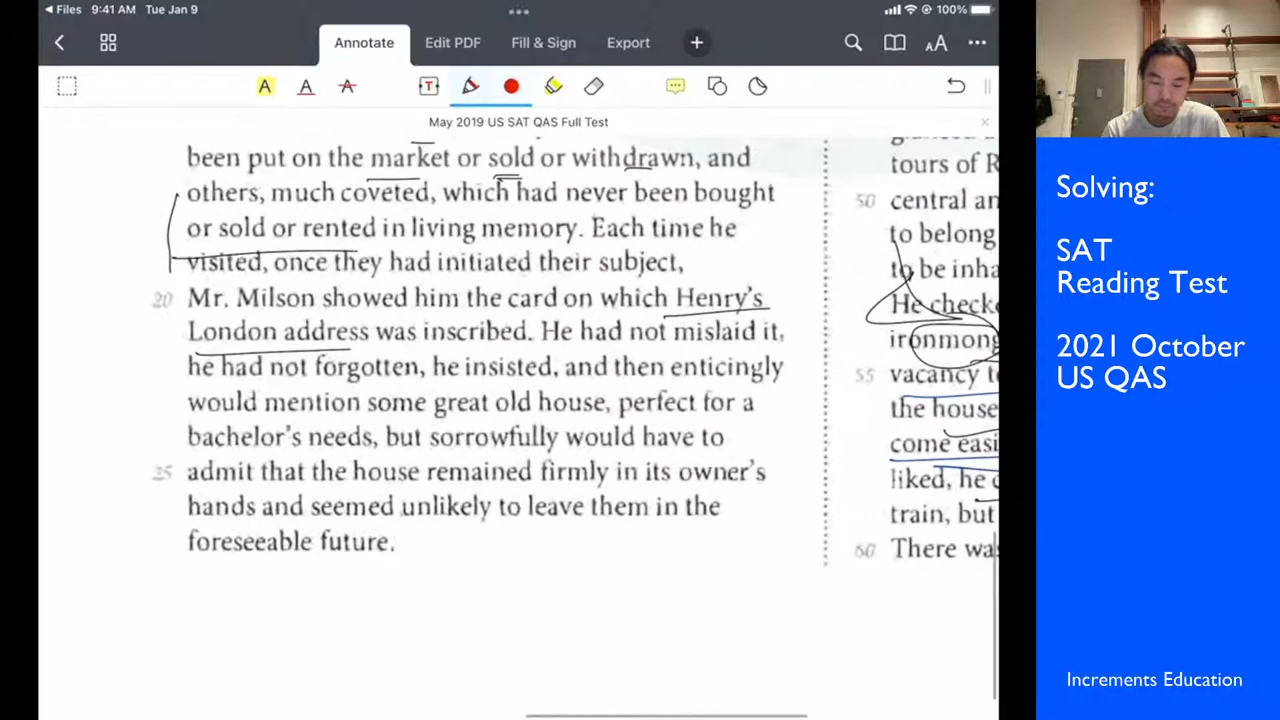 Files 9:41 AM Tue Jan 9
100%
Annotate Edit PDF Fill & Sign Export
A A A T AA
May 2019 US SAT QAS Full Test
been put on the market or sold or withdrawn, and
others, much coveted, which had never been bought
or sold or rented in living memory. Each time he
visited, once they had initiated their subject,
20 Mr. Milson showed him the card on which Henry's
London address was inscribed. He had not mislaid it,
he had not forgotten, he insisted, and then enticingly
would mention some great old house, perfect for a
bachelor's needs, but sorrowfully would have to
25 admit that the house remained firmly in its owner's
hands and seemed unlikely to leave them in the
foreseeable future.
tours of R
50 central an
to belong
to be inha
He checke
ironmong
55 vacancy t
the house
come easi
liked, he
train, but
60 There wa
Solving:
SAT
Reading Test
2021 October
US QAS
Increments Education